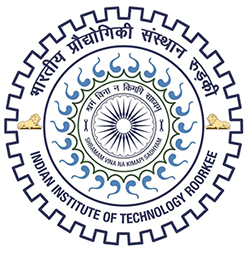 भारतीय प्रौद्योगिकी संस्थान रुड़की
श्रमं विना न किमपि साध्यम्
SHRAMAM VINA NA KIMAPI SADHYAM
INDIAN INSTITUTE OF TECHNOLOGY ROORKEE